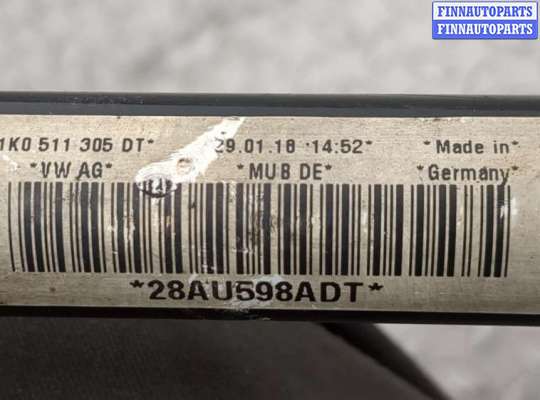 FINNAUTOPARTS
FINNAUTOPARTS
1K0 511 305 DT* 29.01.18 *14:52* *Made in*
*VW AG* *MUB DE* *Germany*
*28AU598ADT*